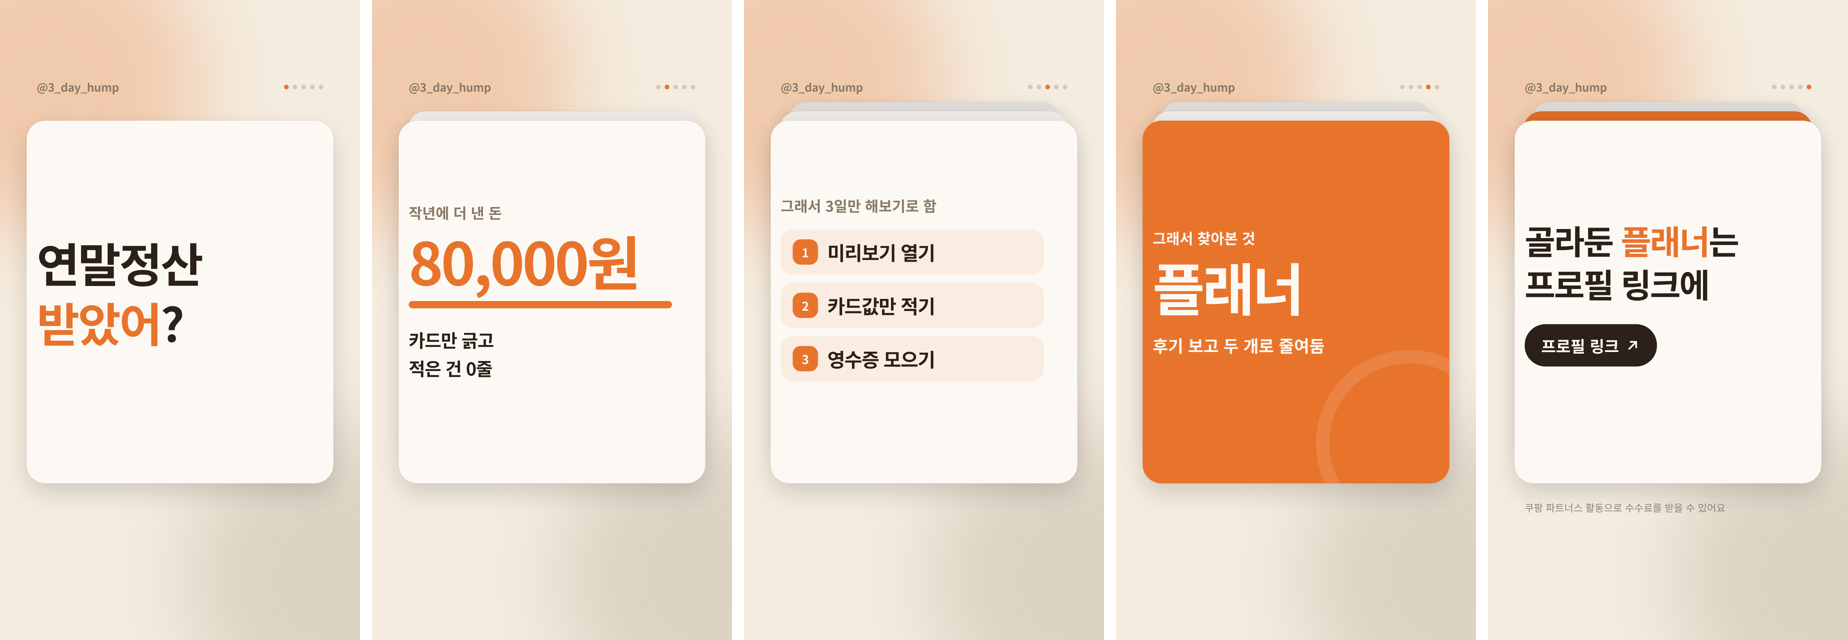 @3_day_hump
연말정산
받았어?
@3_day_hump
작년에 더 낸 돈
80,000원
카드만 긁고
적은 건 0줄
@3_day_hump
그래서 3일만 해보기로 함
1 미리보기 열기
2 카드값만 적기
3 영수증 모으기
@3_day_hump
그래서 찾아본 것
플래너
후기 보고 두 개로 줄여둠
@3_day_hump
골라둔 플래너는
프로필 링크에
프로필 링크 ↗
쿠팡 파트너스 활동으로 수수료를 받을 수 있어요